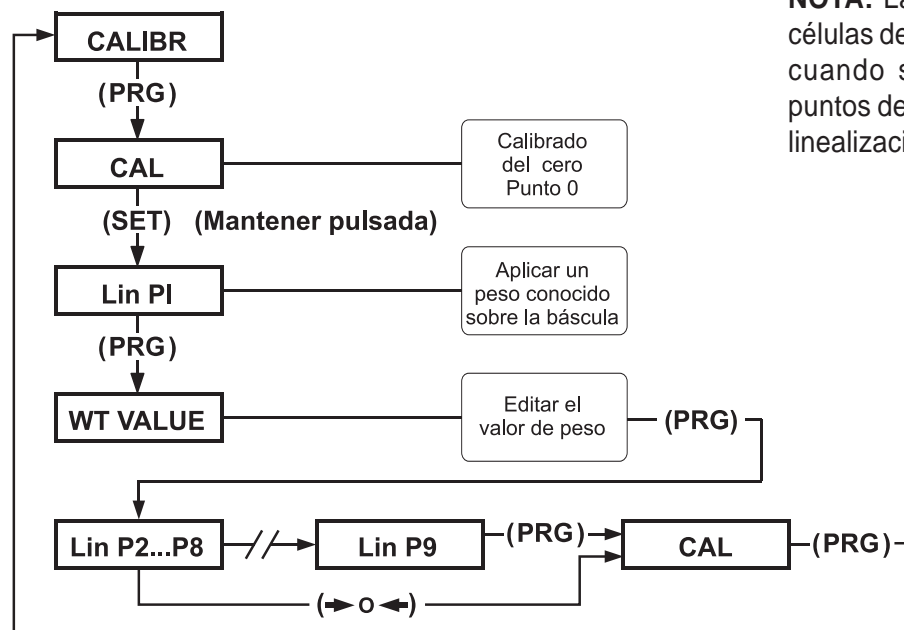 NOTA: La
células de
cuando s
puntos de
linealizaci
CALIBR
(PRG)
CAL
Calibrado
del cero
Punto 0
(SET) (Mantener pulsada)
Lin PI
Aplicar un
peso conocido
sobre la báscula
(PRG)
WT VALUE
Editar el
valor de peso
(PRG)
Lin P2...P8
Lin P9
(PRG)
CAL
(PRG)
(➔ o ←)